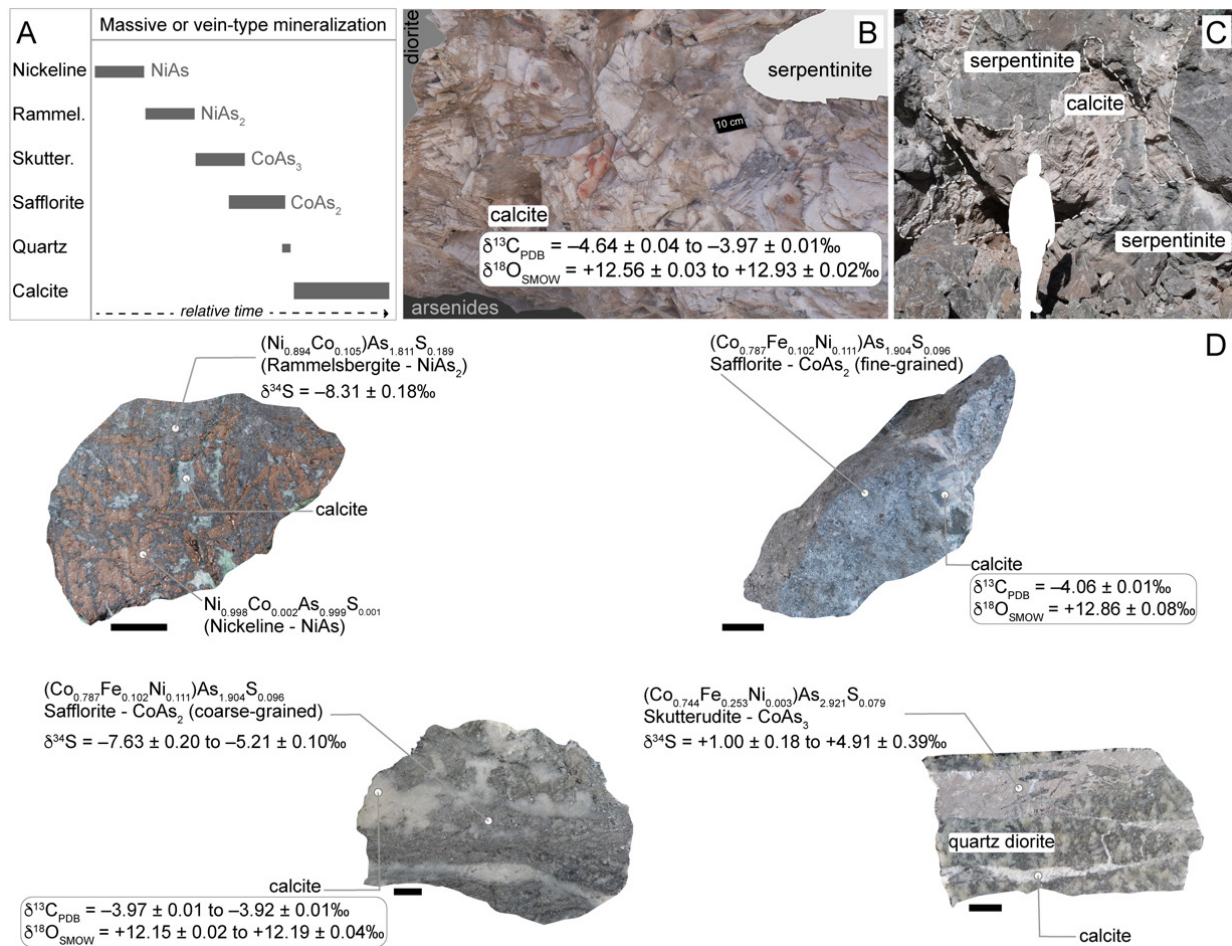 A
Massive or vein-type mineralization
Nickeline
NiAs
Rammel.
NiAs₂
Skutter.
CoAs₃
Safflorite
CoAs₂
Quartz
Calcite
relative time
B
diorite
serpentinite
10 cm
calcite
δ¹³C_PDB = –4.64 ± 0.04 to –3.97 ± 0.01‰
δ¹⁸O_SMOW = +12.56 ± 0.03 to +12.93 ± 0.02‰
arsenides
C
serpentinite
calcite
serpentinite
D
(Ni₀.₈₉₄Co₀.₁₀₅)As₁.₈₁₁S₀.₁₈₉
(Rammelsbergite - NiAs₂)
δ³⁴S = –8.31 ± 0.18‰
calcite
Ni₀.₉₉₈Co₀.₀₀₂As₀.₉₉₉S₀.₀₀₁
(Nickeline - NiAs)
(Co₀.₇₈₇Fe₀.₁₀₂Ni₀.₁₁₁)As₁.₉₀₄S₀.₀₉₆
Safflorite - CoAs₂ (fine-grained)
calcite
δ¹³C_PDB = –4.06 ± 0.01‰
δ¹⁸O_SMOW = +12.86 ± 0.08‰
(Co₀.₇₈₇Fe₀.₁₀₂Ni₀.₁₁₁)As₁.₉₀₄S₀.₀₉₆
Safflorite - CoAs₂ (coarse-grained)
δ³⁴S = –7.63 ± 0.20 to –5.21 ± 0.10‰
calcite
δ¹³C_PDB = –3.97 ± 0.01 to –3.92 ± 0.01‰
δ¹⁸O_SMOW = +12.15 ± 0.02 to +12.19 ± 0.04‰
(Co₀.₇₄₄Fe₀.₂₅₃Ni₀.₀₀₃)As₂.₉₂₁S₀.₀₇₉
Skutterudite - CoAs₃
δ³⁴S = +1.00 ± 0.18 to +4.91 ± 0.39‰
quartz diorite
calcite